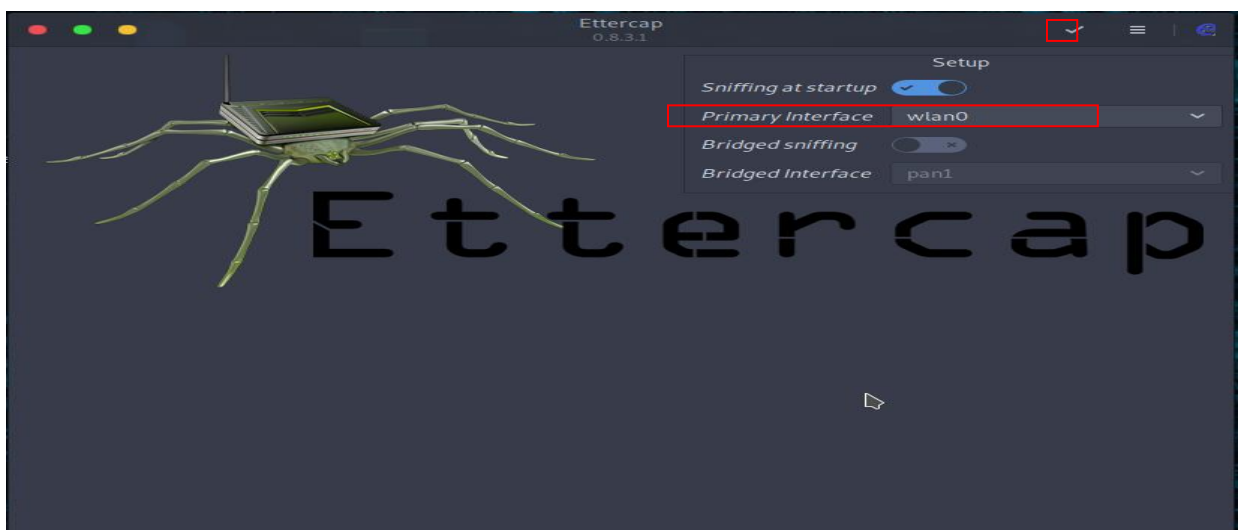 Ettercap
0.8.3.1
Setup
Sniffing at startup
Primary Interface wlan0
Bridged sniffing
Bridged Interface pan1
Ettercap